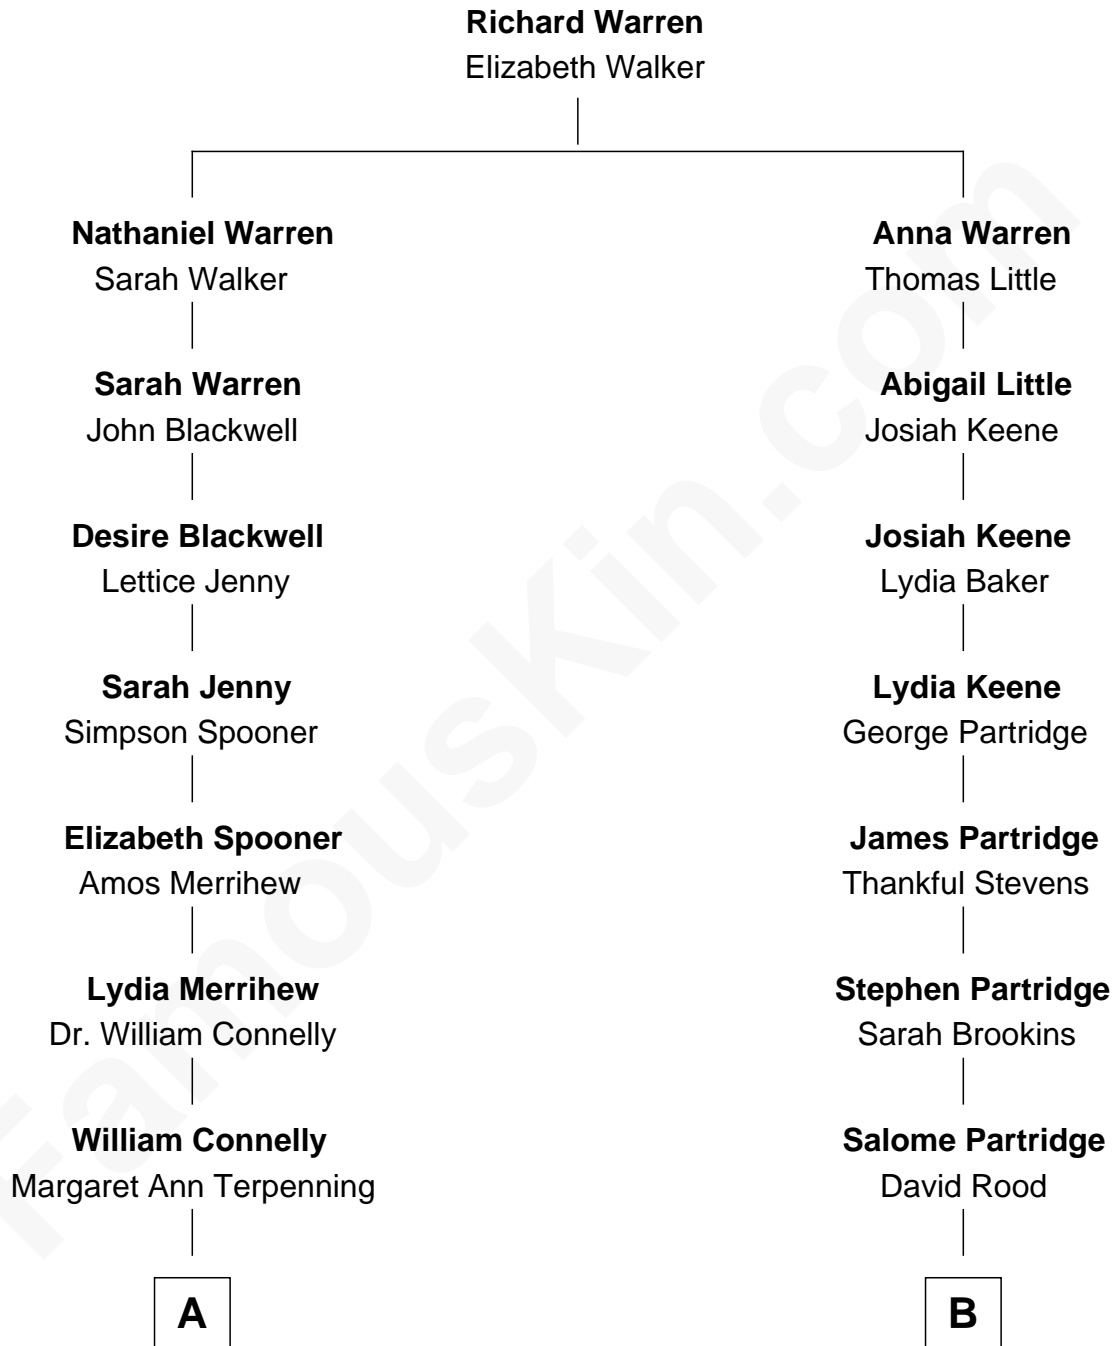 Richard Warren
Elizabeth Walker
Nathaniel Warren
Sarah Walker
Sarah Warren
John Blackwell
Desire Blackwell
Lettice Jenny
Sarah Jenny
Simpson Spooner
Elizabeth Spooner
Amos Merrihew
Lydia Merrihew
Dr. William Connelly
William Connelly
Margaret Ann Terpenning
A
Anna Warren
Thomas Little
Abigail Little
Josiah Keene
Josiah Keene
Lydia Baker
Lydia Keene
George Partridge
James Partridge
Thankful Stevens
Stephen Partridge
Sarah Brookins
Salome Partridge
David Rood
B
FamousKin.com